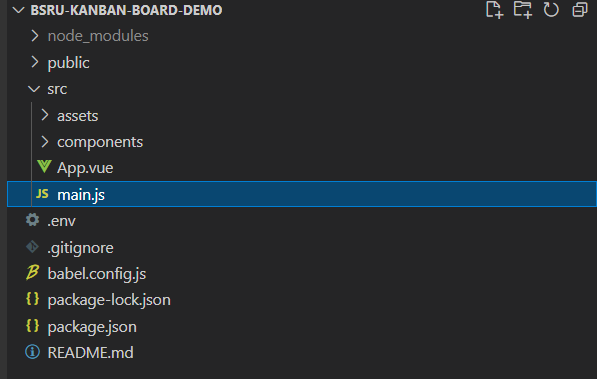 BSRU-KANBAN-BOARD-DEMO
node_modules
public
src
assets
components
App.vue
JS main.js
.env
.gitignore
babel.config.js
{ } package-lock.json
{ } package.json
README.md